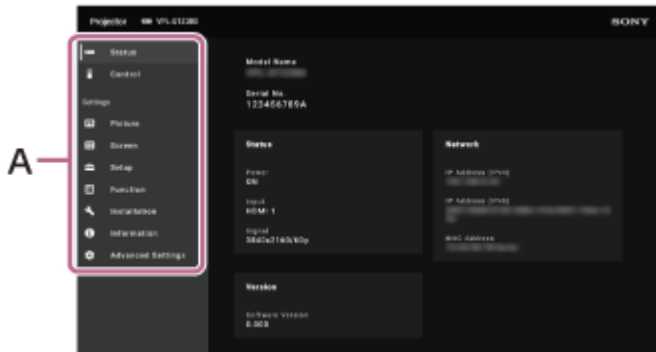 Projector
SONY
A
Status
Control
Settings
Picture
Screen
Setup
Function
Installation
Information
Advanced Settings
Model Name
Serial No.
123456789A
Status
Power
ON
Input
HDMI 1
Signal
3840x2160/60p
Network
IP Address (IPv4)
IP Address (IPv6)
MAC Address
Version
Software Version
0.000